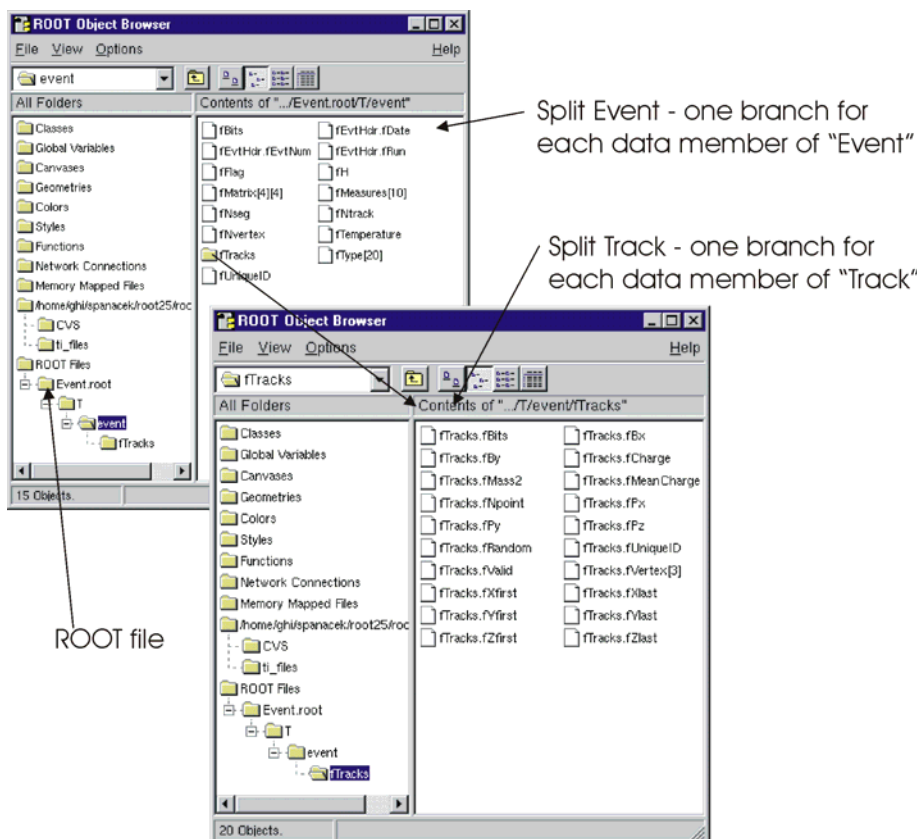 ROOT Object Browser
File View Options Help
event
All Folders
Contents of ".../Event.root/T/event"
Classes
Global Variables
Canvases
Geometries
Colors
Styles
Functions
Network Connections
Memory Mapped Files
/home/ghi/spanacek/root25/roc
CVS
ti_files
ROOT Files
Event.root
T
event
fTracks
fBits fEvtHdr.fDate
fEvtHdr.fEvtNum fEvtHdr.fRun
fFlag fH
fMatrix[4][4] fMeasures[10]
fNseg fNtrack
fNvertex fTemperature
fTracks fType[20]
fUniqueID
15 Objects.
Split Event - one branch for
each data member of "Event"
Split Track - one branch for
each data member of "Track"
ROOT file
ROOT Object Browser
File View Options Help
fTracks
All Folders
Contents of ".../T/event/fTracks"
Classes
Global Variables
Canvases
Geometries
Colors
Styles
Functions
Network Connections
Memory Mapped Files
/home/ghi/spanacek/root25/roc
CVS
ti_files
ROOT Files
Event.root
T
event
fTracks
fTracks.fBits fTracks.fBx
fTracks.fBy fTracks.fCharge
fTracks.fMass2 fTracks.fMeanCharge
fTracks.fNpoint fTracks.fPx
fTracks.fPy fTracks.fPz
fTracks.fRandom fTracks.fUniqueID
fTracks.fValid fTracks.fVertex[3]
fTracks.fXfirst fTracks.fXlast
fTracks.fYfirst fTracks.fYlast
fTracks.fZfirst fTracks.fZlast
20 Objects.